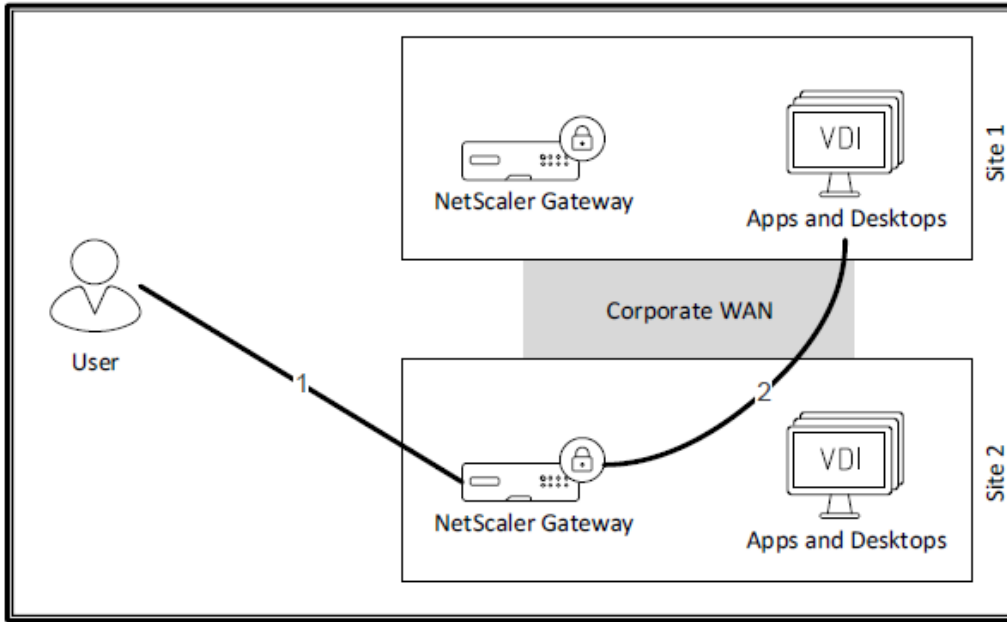 VDI
NetScaler Gateway
Apps and Desktops
Site 1
User
Corporate WAN
1
2
VDI
NetScaler Gateway
Apps and Desktops
Site 2